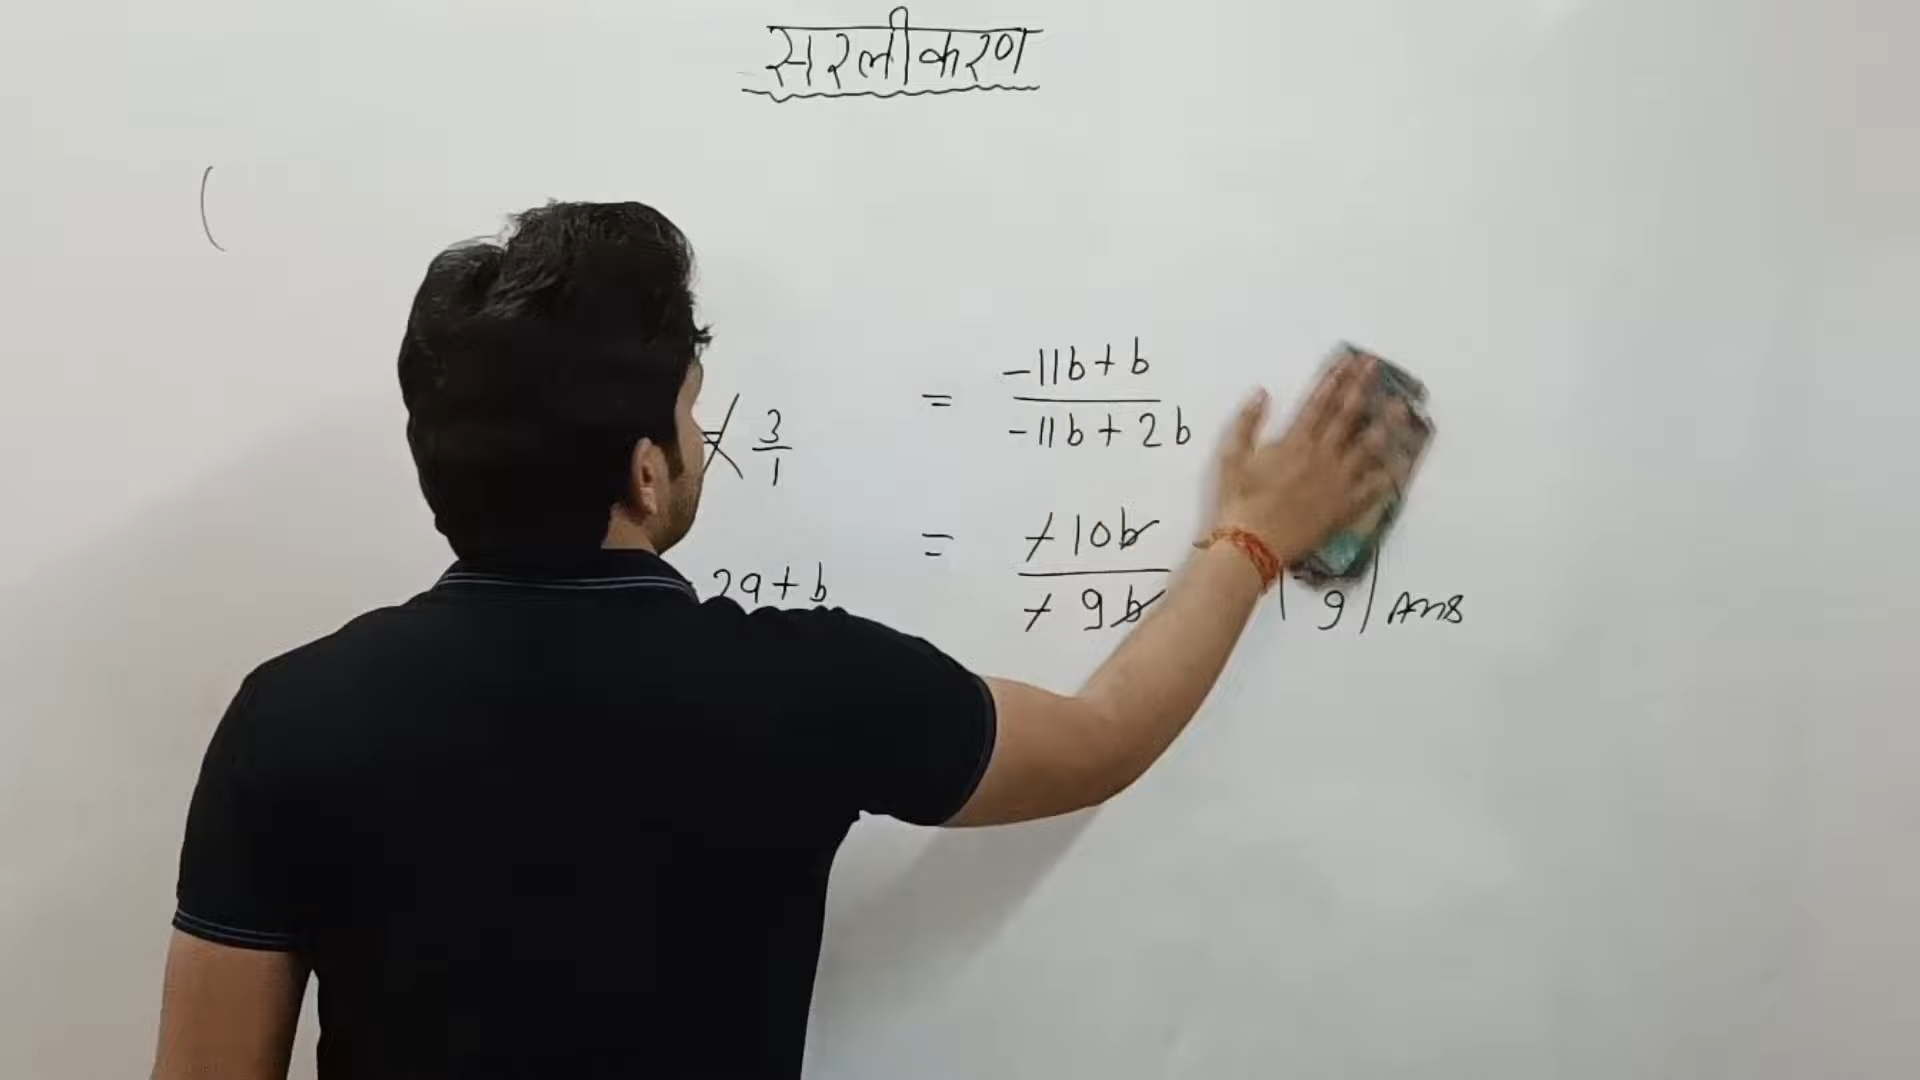 सरलीकरण
(
= 3/1
2a + b
= -11b + b / -11b + 2b
= -10b / -9b
9 Ans